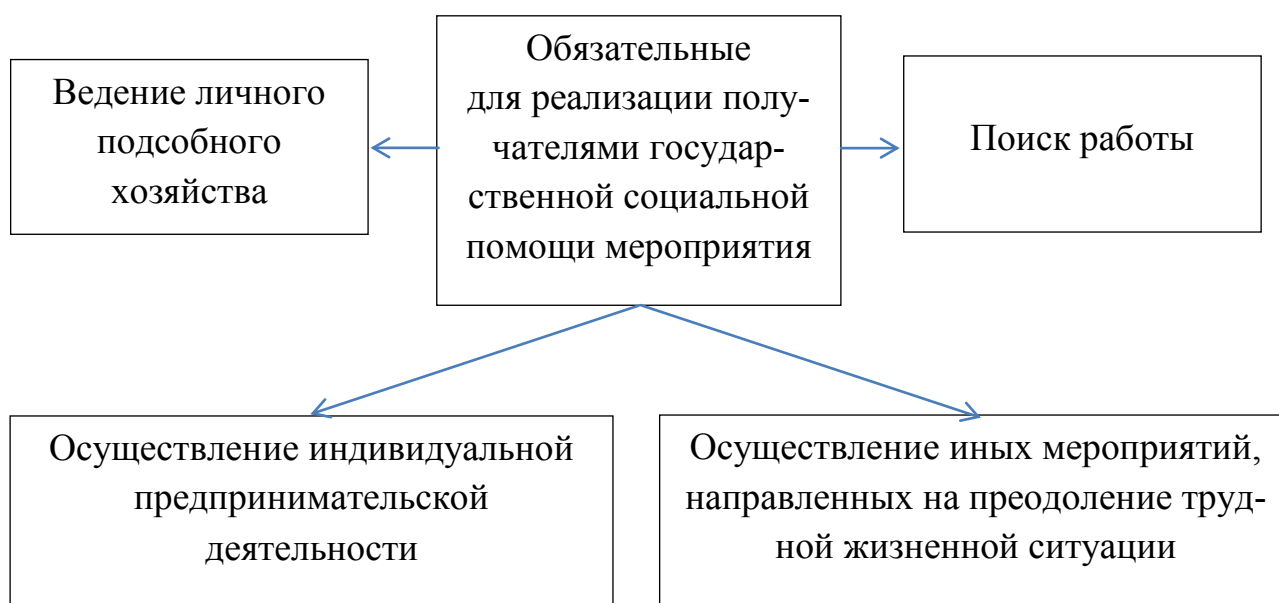 Обязательные
для реализации полу-
чателями государ-
ственной социальной
помощи мероприятия
Ведение личного
подсобного
хозяйства
Поиск работы
Осуществление индивидуальной
предпринимательской
деятельности
Осуществление иных мероприятий,
направленных на преодоление труд-
ной жизненной ситуации